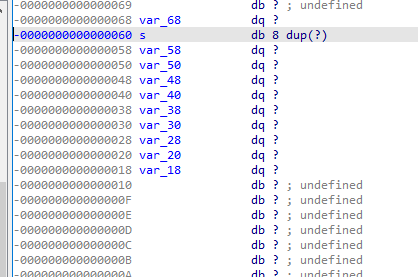 -0000000000000069 db ? ; undefined
-0000000000000068 var_68 dq ?
-0000000000000060 s db 8 dup(?)
-0000000000000058 var_58 dq ?
-0000000000000050 var_50 dq ?
-0000000000000048 var_48 dq ?
-0000000000000040 var_40 dq ?
-0000000000000038 var_38 dq ?
-0000000000000030 var_30 dq ?
-0000000000000028 var_28 dq ?
-0000000000000020 var_20 dq ?
-0000000000000018 var_18 dq ?
-0000000000000010 db ? ; undefined
-000000000000000F db ? ; undefined
-000000000000000E db ? ; undefined
-000000000000000D db ? ; undefined
-000000000000000C db ? ; undefined
-000000000000000B db ? ; undefined
-000000000000000A db ? ; undefined